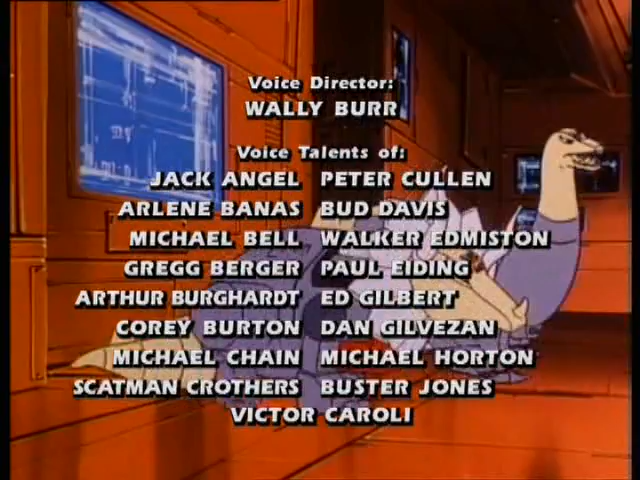 Voice Director:
WALLY BURR
Voice Talents of:
JACK ANGEL PETER CULLEN
ARLENE BANAS BUD DAVIS
MICHAEL BELL WALKER EDMISTON
GREGG BERGER PAUL EIDING
ARTHUR BURGHARDT ED GILBERT
COREY BURTON DAN GILVEZAN
MICHAEL CHAIN MICHAEL HORTON
SCATMAN CROTHERS BUSTER JONES
VICTOR CAROLI